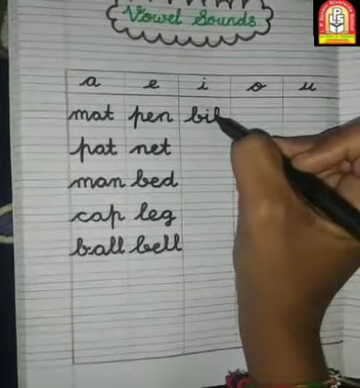 Vowel Sounds
a e i o u
mat pen
pat net
man bed
cap leg
ball bell